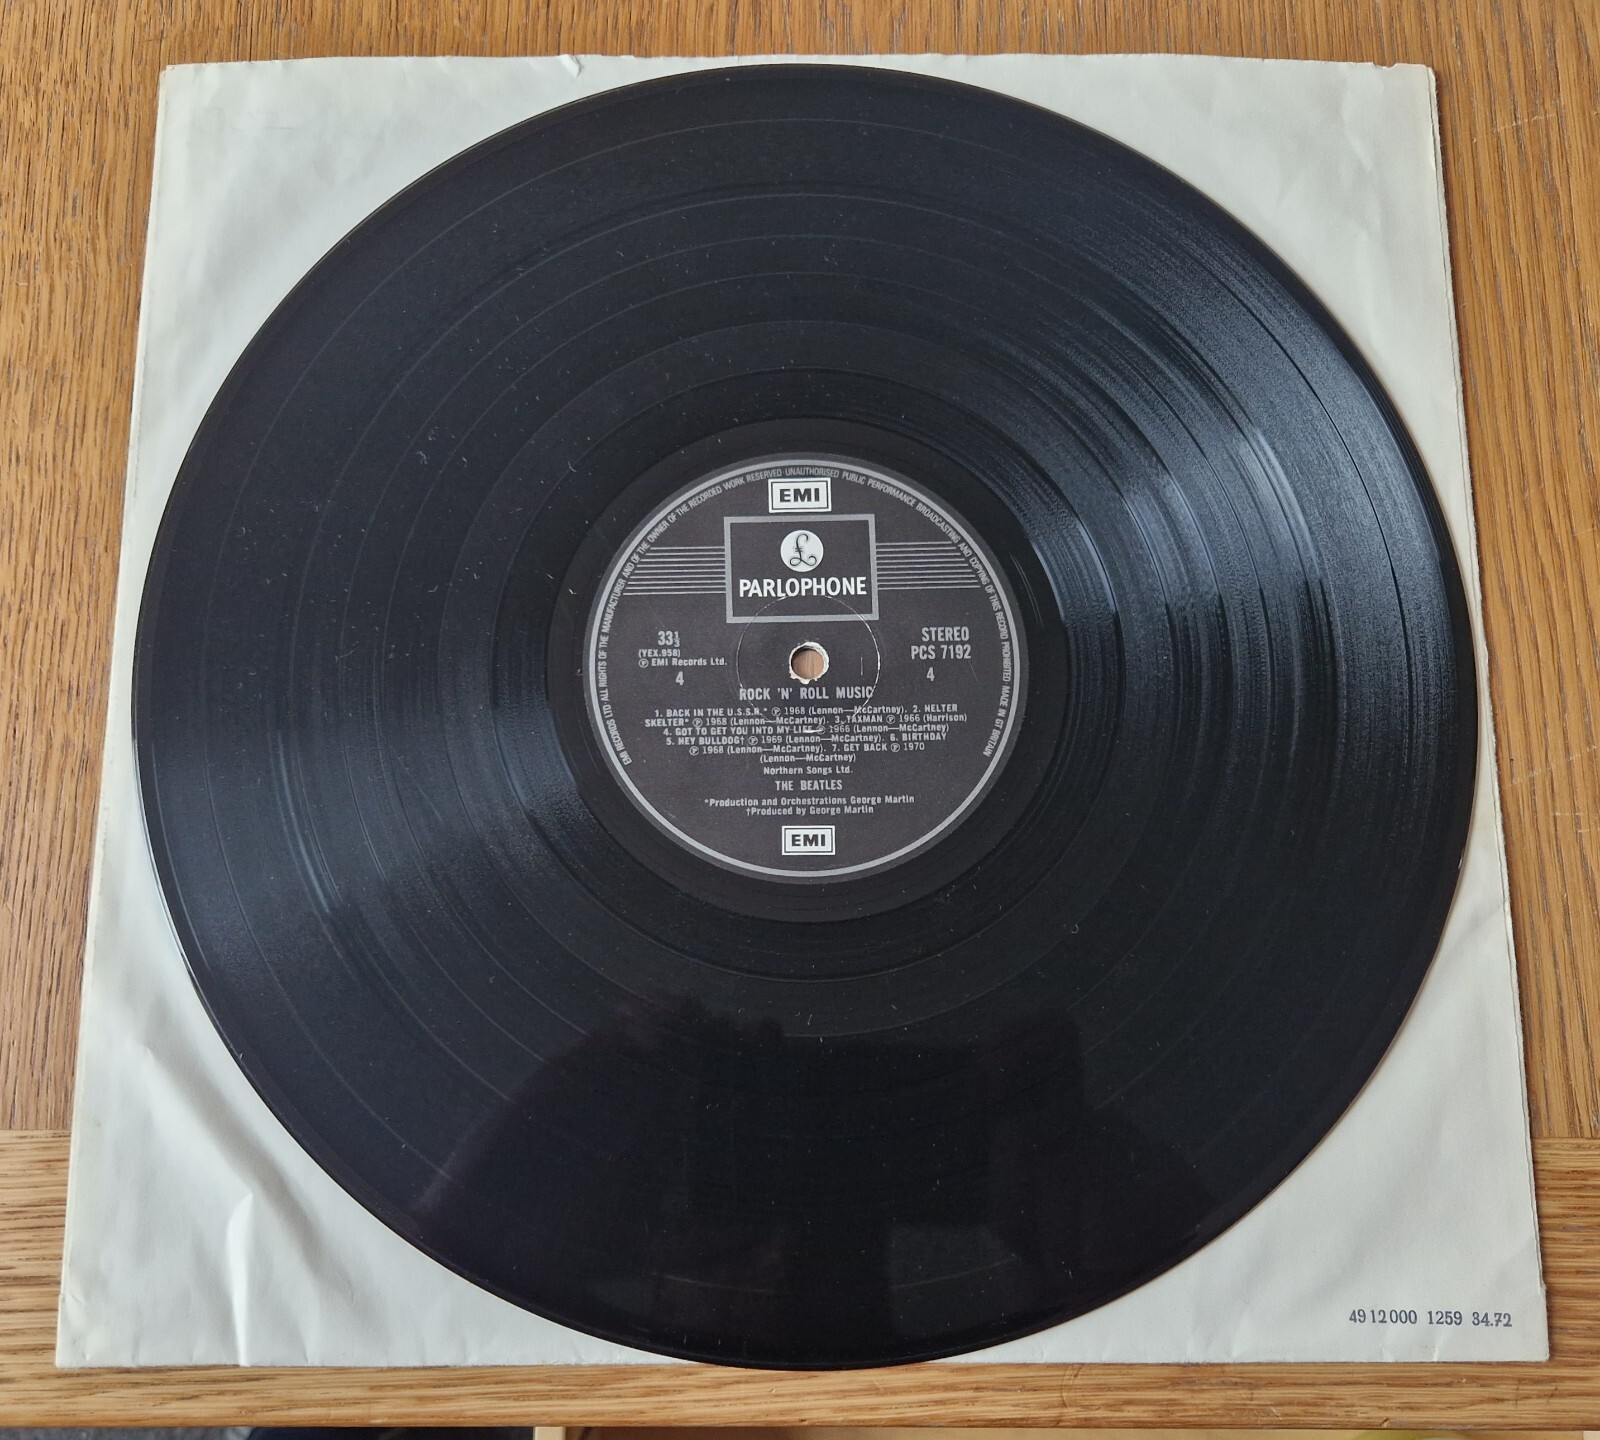 EMI RECORDS LTD · ALL RIGHTS OF THE MANUFACTURER AND OF THE OWNER OF THE RECORDED WORK RESERVED · UNAUTHORISED PUBLIC PERFORMANCE BROADCASTING AND COPYING OF THIS RECORD PROHIBITED · MADE IN GT BRITAIN
EMI
£
PARLOPHONE
33⅓
STEREO
(YEX.958)
PCS 7192
℗ EMI Records Ltd.
4
4
ROCK 'N' ROLL MUSIC
1. BACK IN THE U.S.S.R.* ℗ 1968 (Lennon—McCartney). 2. HELTER
SKELTER* ℗ 1968 (Lennon—McCartney). 3. TAXMAN ℗ 1966 (Harrison)
4. GOT TO GET YOU INTO MY LIFE ℗ 1966 (Lennon—McCartney)
5. HEY BULLDOG† ℗ 1969 (Lennon—McCartney). 6. BIRTHDAY
℗ 1968 (Lennon—McCartney). 7. GET BACK ℗ 1970
(Lennon—McCartney)
Northern Songs Ltd.
THE BEATLES
*Production and Orchestrations George Martin
†Produced by George Martin
EMI
49 12000 1259 34.72